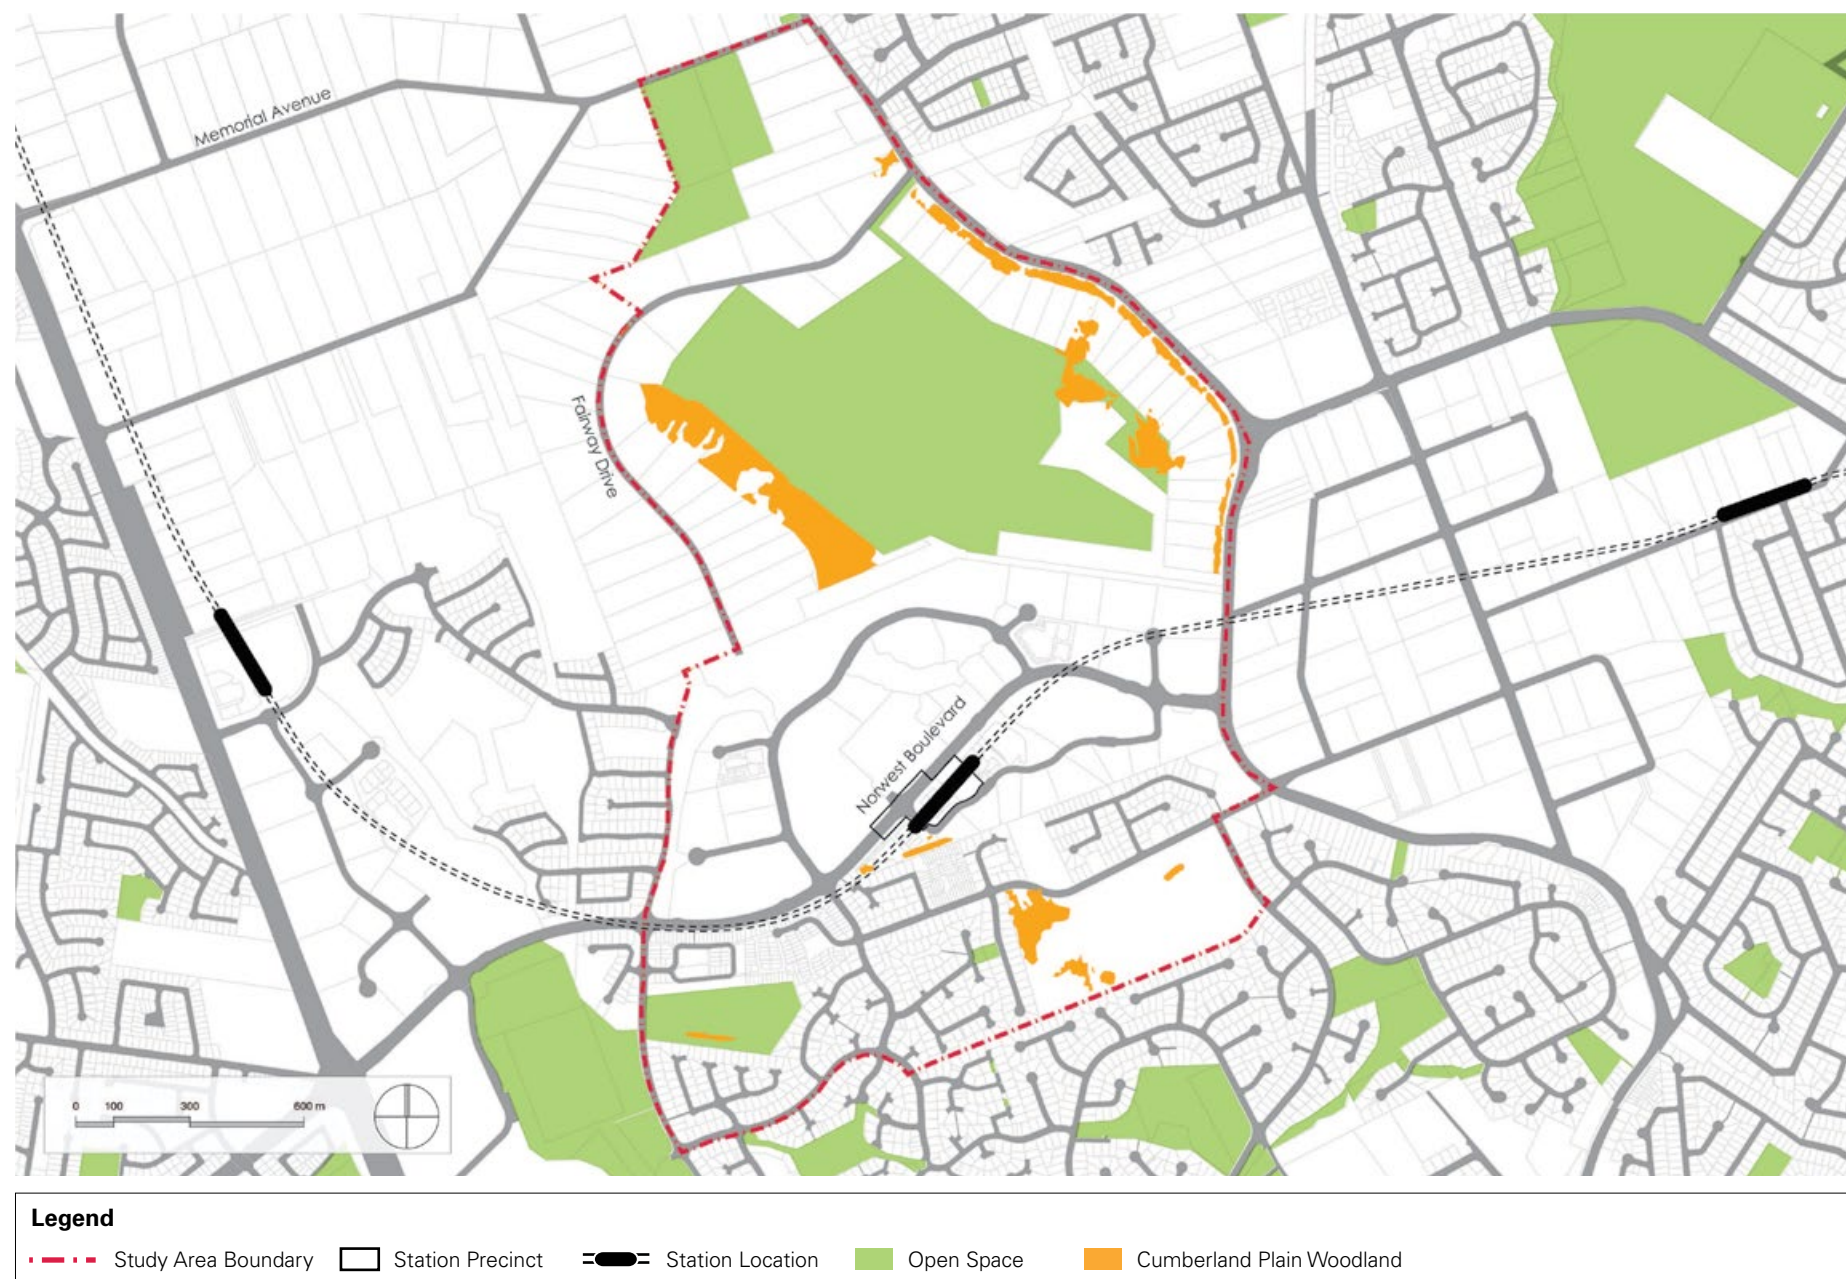 Memorial Avenue
Fairway Drive
Norwest Boulevard
0 100 300 600 m
Legend
Study Area Boundary Station Precinct Station Location Open Space Cumberland Plain Woodland